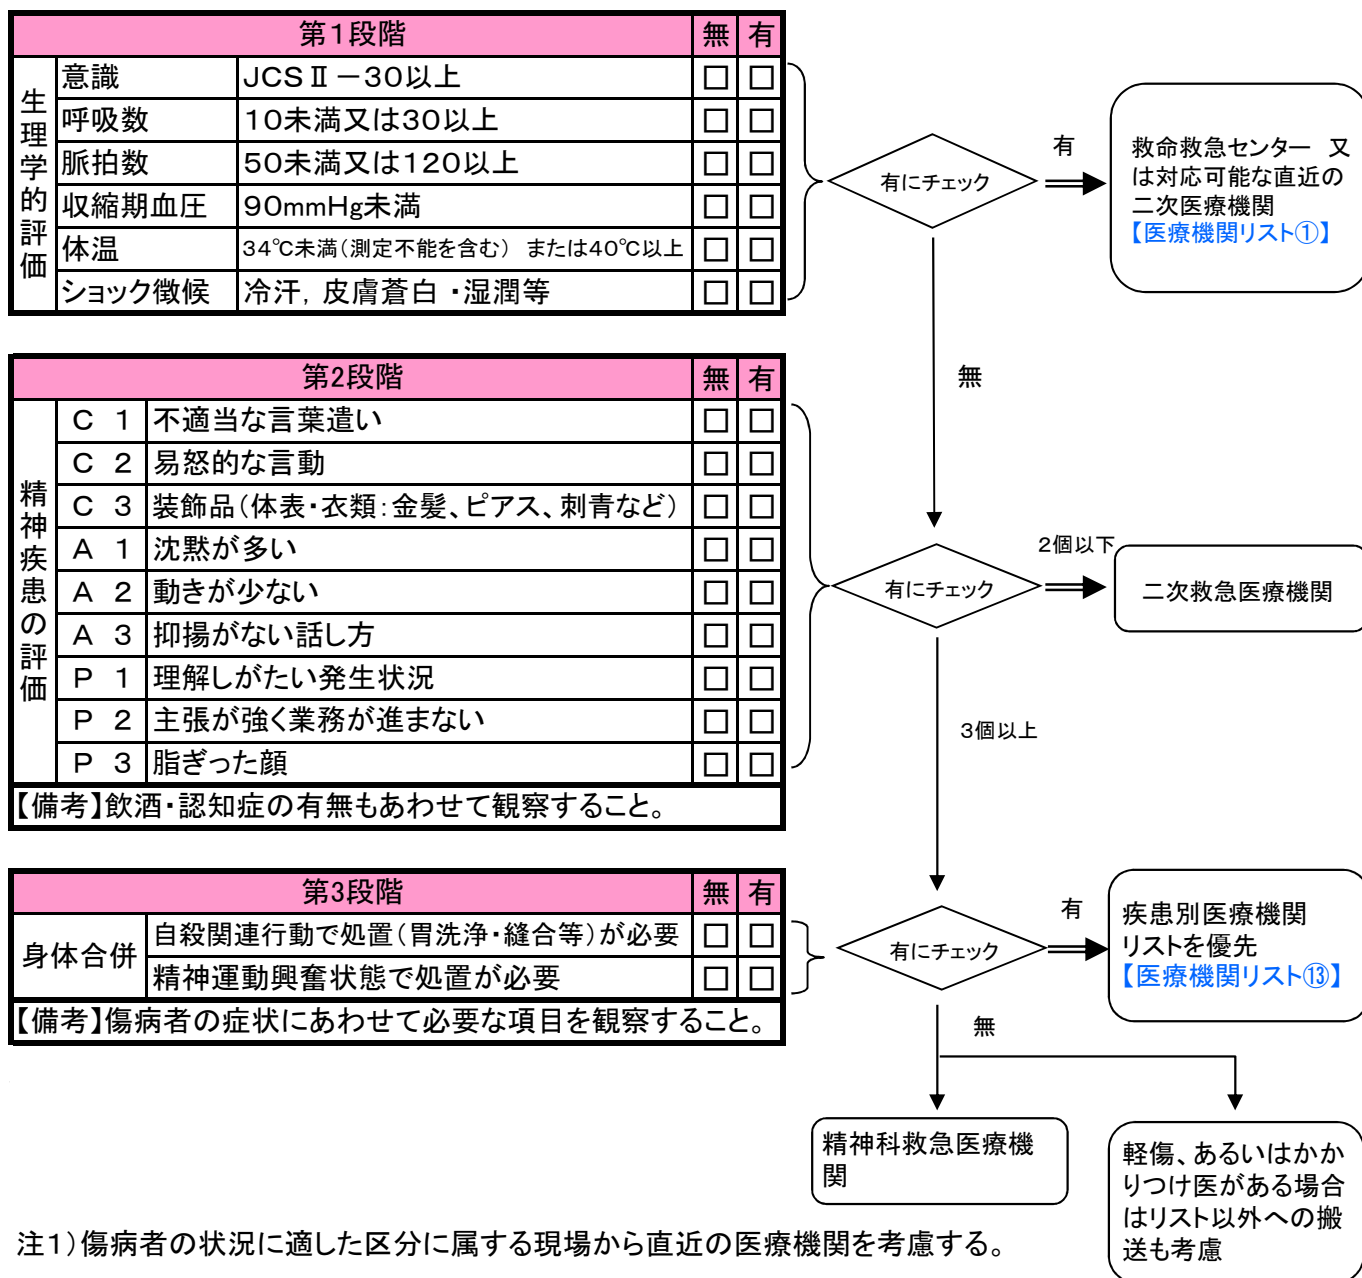 第1段階 無 有
生理学的評価
意識 JCSⅡ－30以上 □ □
呼吸数 10未満又は30以上 □ □
脈拍数 50未満又は120以上 □ □
収縮期血圧 90mmHg未満 □ □
体温 34℃未満(測定不能を含む) または40℃以上 □ □
ショック徴候 冷汗，皮膚蒼白・湿潤等 □ □
有にチェック
有
救命救急センター 又
は対応可能な直近の
二次医療機関
【医療機関リスト①】
無
第2段階 無 有
精神疾患の評価
C 1 不適当な言葉遣い □ □
C 2 易怒的な言動 □ □
C 3 装飾品(体表・衣類:金髪、ピアス、刺青など) □ □
A 1 沈黙が多い □ □
A 2 動きが少ない □ □
A 3 抑揚がない話し方 □ □
P 1 理解しがたい発生状況 □ □
P 2 主張が強く業務が進まない □ □
P 3 脂ぎった顔 □ □
【備考】飲酒・認知症の有無もあわせて観察すること。
有にチェック
2個以下
二次救急医療機関
3個以上
第3段階 無 有
身体合併
自殺関連行動で処置(胃洗浄・縫合等)が必要 □ □
精神運動興奮状態で処置が必要 □ □
【備考】傷病者の症状にあわせて必要な項目を観察すること。
有にチェック
有
疾患別医療機関
リストを優先
【医療機関リスト⑬】
無
精神科救急医療機
関
軽傷、あるいはかか
りつけ医がある場合
はリスト以外への搬
送も考慮
注1)傷病者の状況に適した区分に属する現場から直近の医療機関を考慮する。